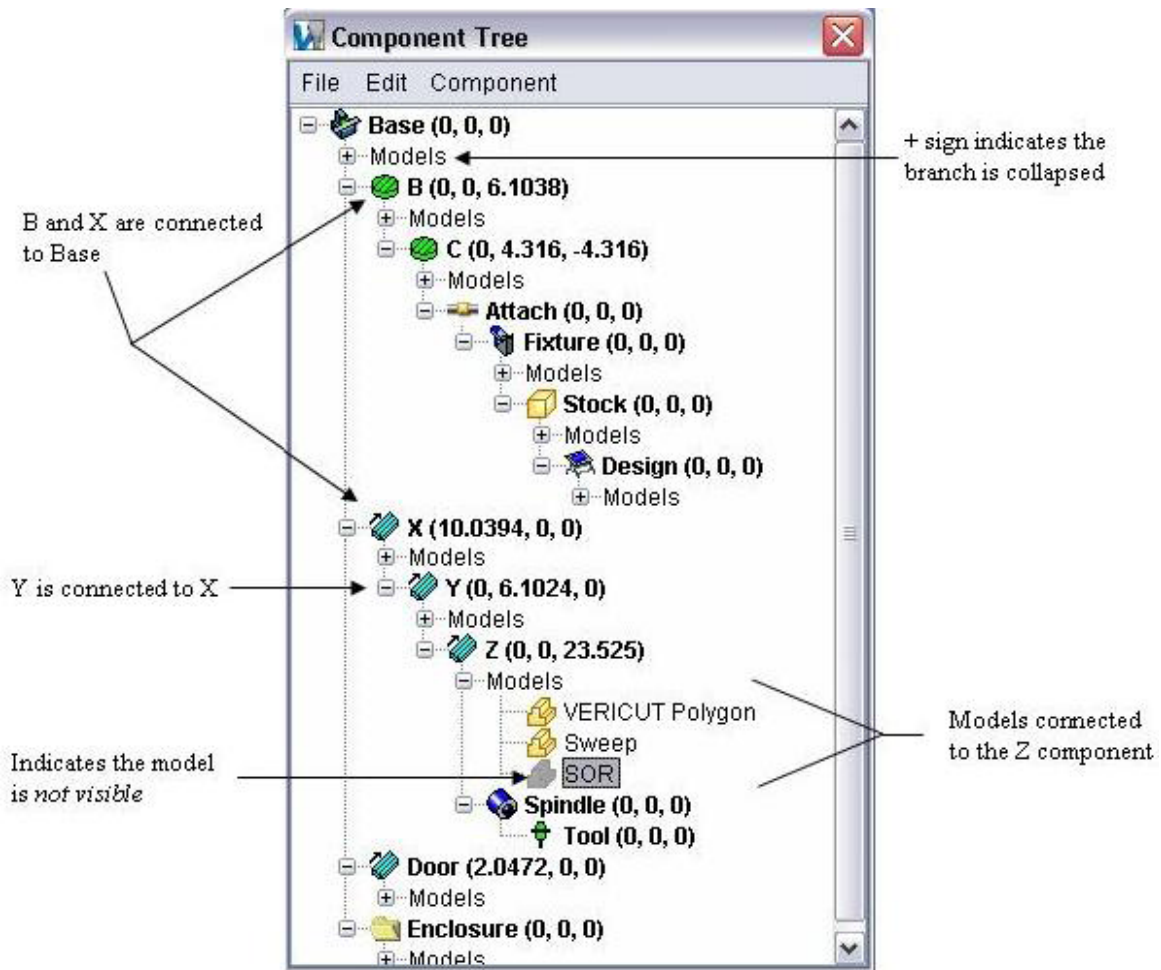 Component Tree
File Edit Component
Base (0, 0, 0)
Models
+ sign indicates the
branch is collapsed
B (0, 0, 6.1038)
B and X are connected
to Base
Models
C (0, 4.316, -4.316)
Models
Attach (0, 0, 0)
Fixture (0, 0, 0)
Models
Stock (0, 0, 0)
Models
Design (0, 0, 0)
Models
X (10.0394, 0, 0)
Models
Y is connected to X
Y (0, 6.1024, 0)
Models
Z (0, 0, 23.525)
Models
VERICUT Polygon
Sweep
SOR
Models connected
to the Z component
Indicates the model
is not visible
Spindle (0, 0, 0)
Tool (0, 0, 0)
Door (2.0472, 0, 0)
Models
Enclosure (0, 0, 0)
Models